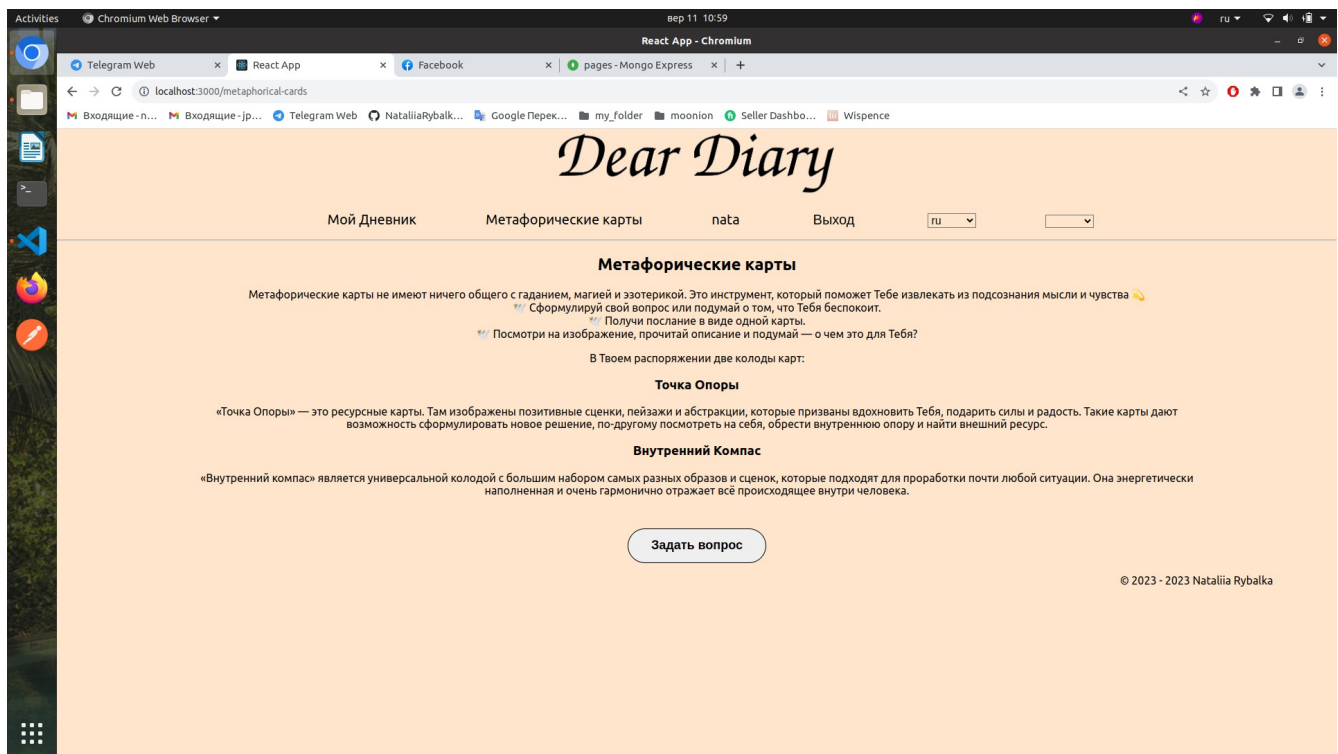 Activities Chromium Web Browser вер 11 10:59 ru
React App - Chromium
Telegram Web React App Facebook pages - Mongo Express
localhost:3000/metaphorical-cards
Входящие - n... Входящие - jp... Telegram Web NataliiaRybalk... Google Перек... my_folder moonion Seller Dashbo... Wispence
Dear Diary
Мой Дневник Метафорические карты nata Выход ru
Метафорические карты
Метафорические карты не имеют ничего общего с гаданием, магией и эзотерикой. Это инструмент, который поможет Тебе извлекать из подсознания мысли и чувства 💫
🕊 Сформулируй свой вопрос или подумай о том, что Тебя беспокоит.
🕊 Получи послание в виде одной карты.
🕊 Посмотри на изображение, прочитай описание и подумай — о чем это для Тебя?
В Твоем распоряжении две колоды карт:
Точка Опоры
«Точка Опоры» — это ресурсные карты. Там изображены позитивные сценки, пейзажи и абстракции, которые призваны вдохновить Тебя, подарить силы и радость. Такие карты дают
возможность сформулировать новое решение, по-другому посмотреть на себя, обрести внутреннюю опору и найти внешний ресурс.
Внутренний Компас
«Внутренний компас» является универсальной колодой с большим набором самых разных образов и сценок, которые подходят для проработки почти любой ситуации. Она энергетически
наполненная и очень гармонично отражает всё происходящее внутри человека.
Задать вопрос
© 2023 - 2023 Nataliia Rybalka